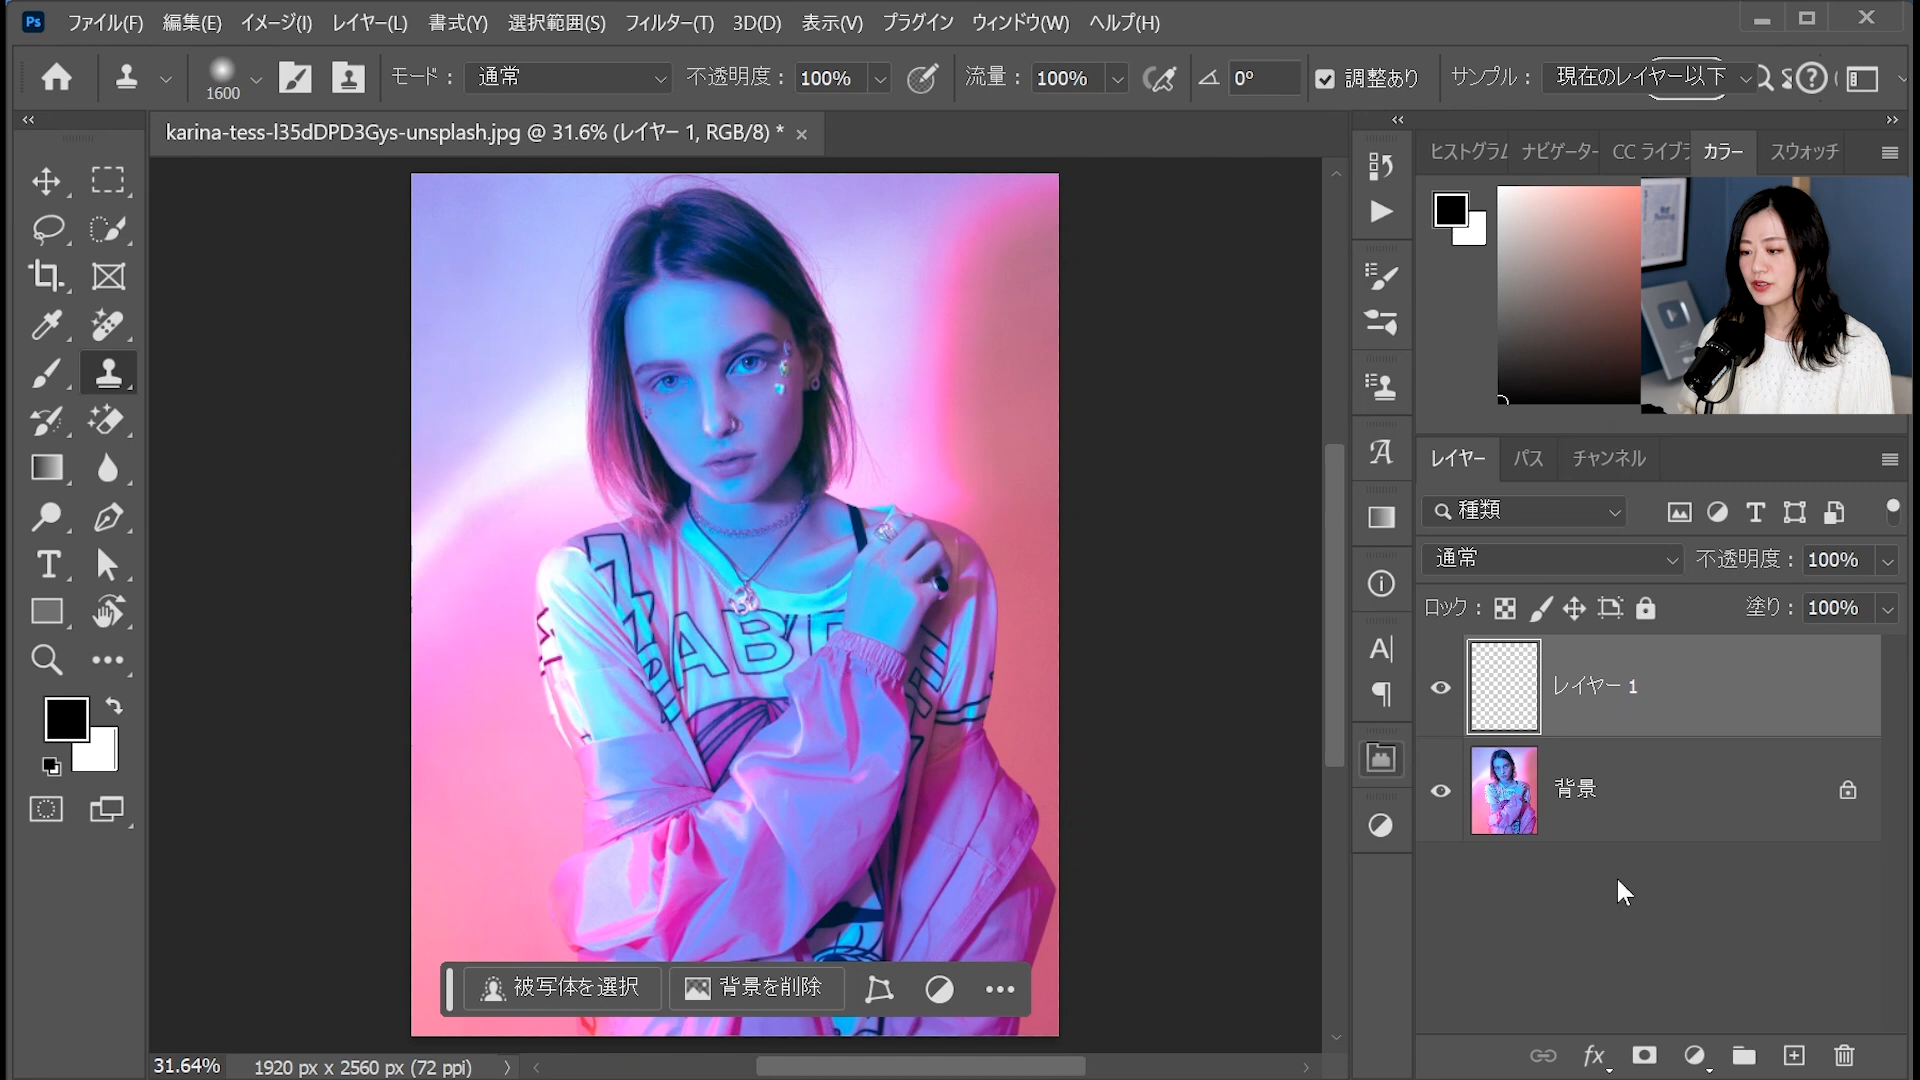 Ps ファイル(F) 編集(E) イメージ(I) レイヤー(L) 書式(Y) 選択範囲(S) フィルター(T) 3D(D) 表示(V) プラグイン ウィンドウ(W) ヘルプ(H)
1600 モード： 通常 不透明度： 100% 流量： 100% 0° 調整あり サンプル： 現在のレイヤー以下
karina-tess-l35dDPD3Gys-unsplash.jpg @ 31.6% (レイヤー 1, RGB/8) *
ヒストグラム ナビゲーター CC ライブラ カラー スウォッチ
レイヤー パス チャンネル
種類
通常 不透明度： 100%
ロック： 塗り： 100%
レイヤー 1
背景
被写体を選択 背景を削除
31.64% 1920 px x 2560 px (72 ppi)